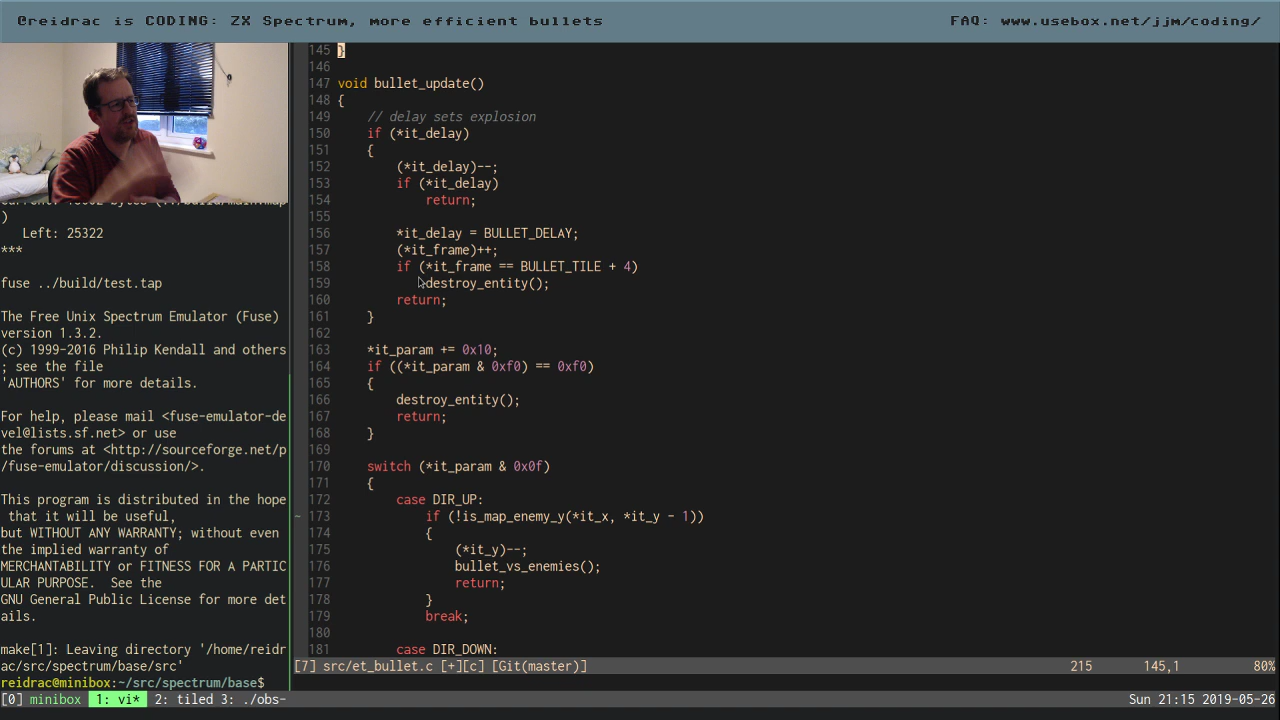 @reidrac is CODING: ZX Spectrum, more efficient bullets
FAQ: www.usebox.net/jjm/coding/
)
   Left: 25322
***
fuse ../build/test.tap
The Free Unix Spectrum Emulator (Fuse)
version 1.3.2.
(c) 1999-2016 Philip Kendall and others
; see the file
'AUTHORS' for more details.
For help, please mail <fuse-emulator-de
vel@lists.sf.net> or use
the forums at <http://sourceforge.net/p
/fuse-emulator/discussion/>.
This program is distributed in the hope
 that it will be useful,
but WITHOUT ANY WARRANTY; without even
the implied warranty of
MERCHANTABILITY or FITNESS FOR A PARTIC
ULAR PURPOSE.  See the
GNU General Public License for more det
ails.
make[1]: Leaving directory '/home/reidr
ac/src/spectrum/base/src'
reidrac@minibox:~/src/spectrum/base$
145 }
146
147 void bullet_update()
148 {
149     // delay sets explosion
150     if (*it_delay)
151     {
152         (*it_delay)--;
153         if (*it_delay)
154             return;
155
156         *it_delay = BULLET_DELAY;
157         (*it_frame)++;
158         if (*it_frame == BULLET_TILE + 4)
159             destroy_entity();
160         return;
161     }
162
163     *it_param += 0x10;
164     if ((*it_param & 0xf0) == 0xf0)
165     {
166         destroy_entity();
167         return;
168     }
169
170     switch (*it_param & 0x0f)
171     {
172         case DIR_UP:
~ 173             if (!is_map_enemy_y(*it_x, *it_y - 1))
174             {
175                 (*it_y)--;
176                 bullet_vs_enemies();
177                 return;
178             }
179             break;
180
181         case DIR_DOWN:
[7] src/et_bullet.c [+][c] [Git(master)] 215 145,1 80%
[0] minibox 1: vi* 2: tiled 3: ./obs- Sun 21:15 2019-05-26